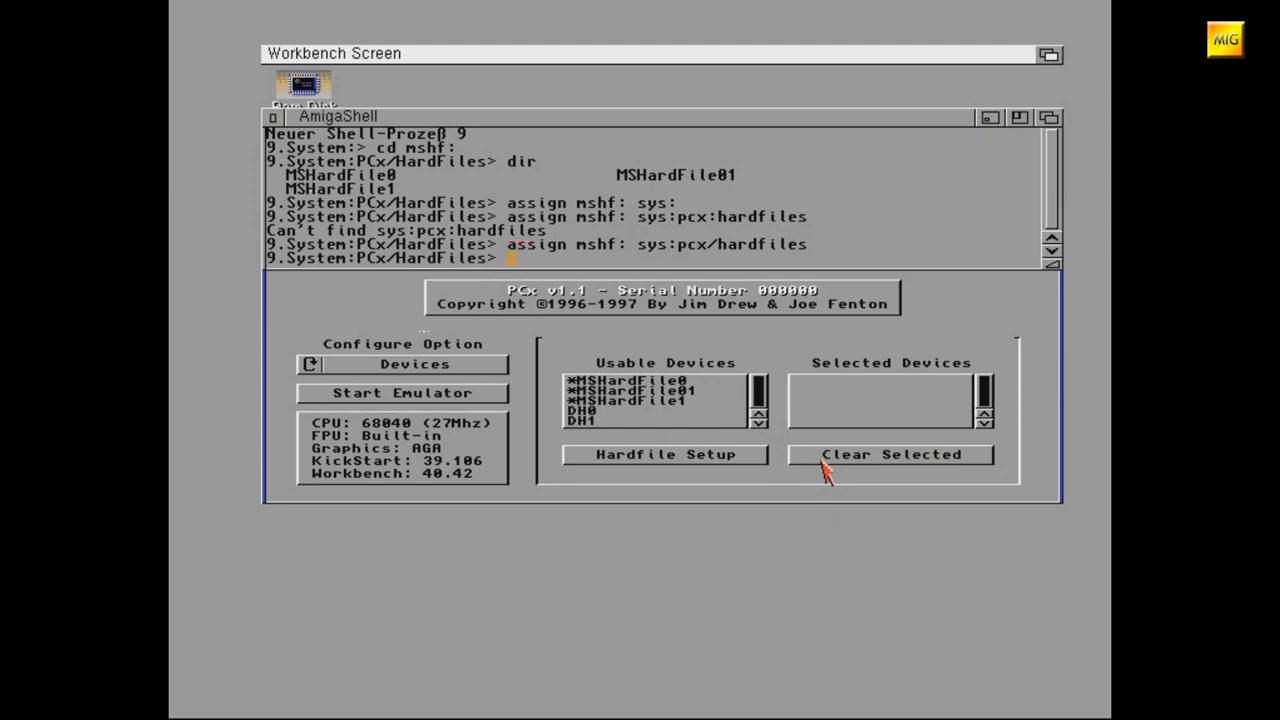 MIG
Workbench Screen
Ram Disk
AmigaShell
Neuer Shell-Prozeß 9
9.System:> cd mshf:
9.System:PCx/HardFiles> dir
MSHardFile0 MSHardFile01
MSHardFile1
9.System:PCx/HardFiles> assign mshf: sys:
9.System:PCx/HardFiles> assign mshf: sys:pcx:hardfiles
Can't find sys:pcx:hardfiles
9.System:PCx/HardFiles> assign mshf: sys:pcx/hardfiles
9.System:PCx/HardFiles>
PCx v1.1 - Serial Number 000000
Copyright ©1996-1997 By Jim Drew & Joe Fenton
Configure Option
Devices
Start Emulator
CPU: 68040 (27Mhz)
FPU: Built-in
Graphics: AGA
KickStart: 39.106
Workbench: 40.42
Usable Devices
*MSHardFile0
*MSHardFile01
*MSHardFile1
DH0
DH1
Hardfile Setup
Selected Devices
Clear Selected